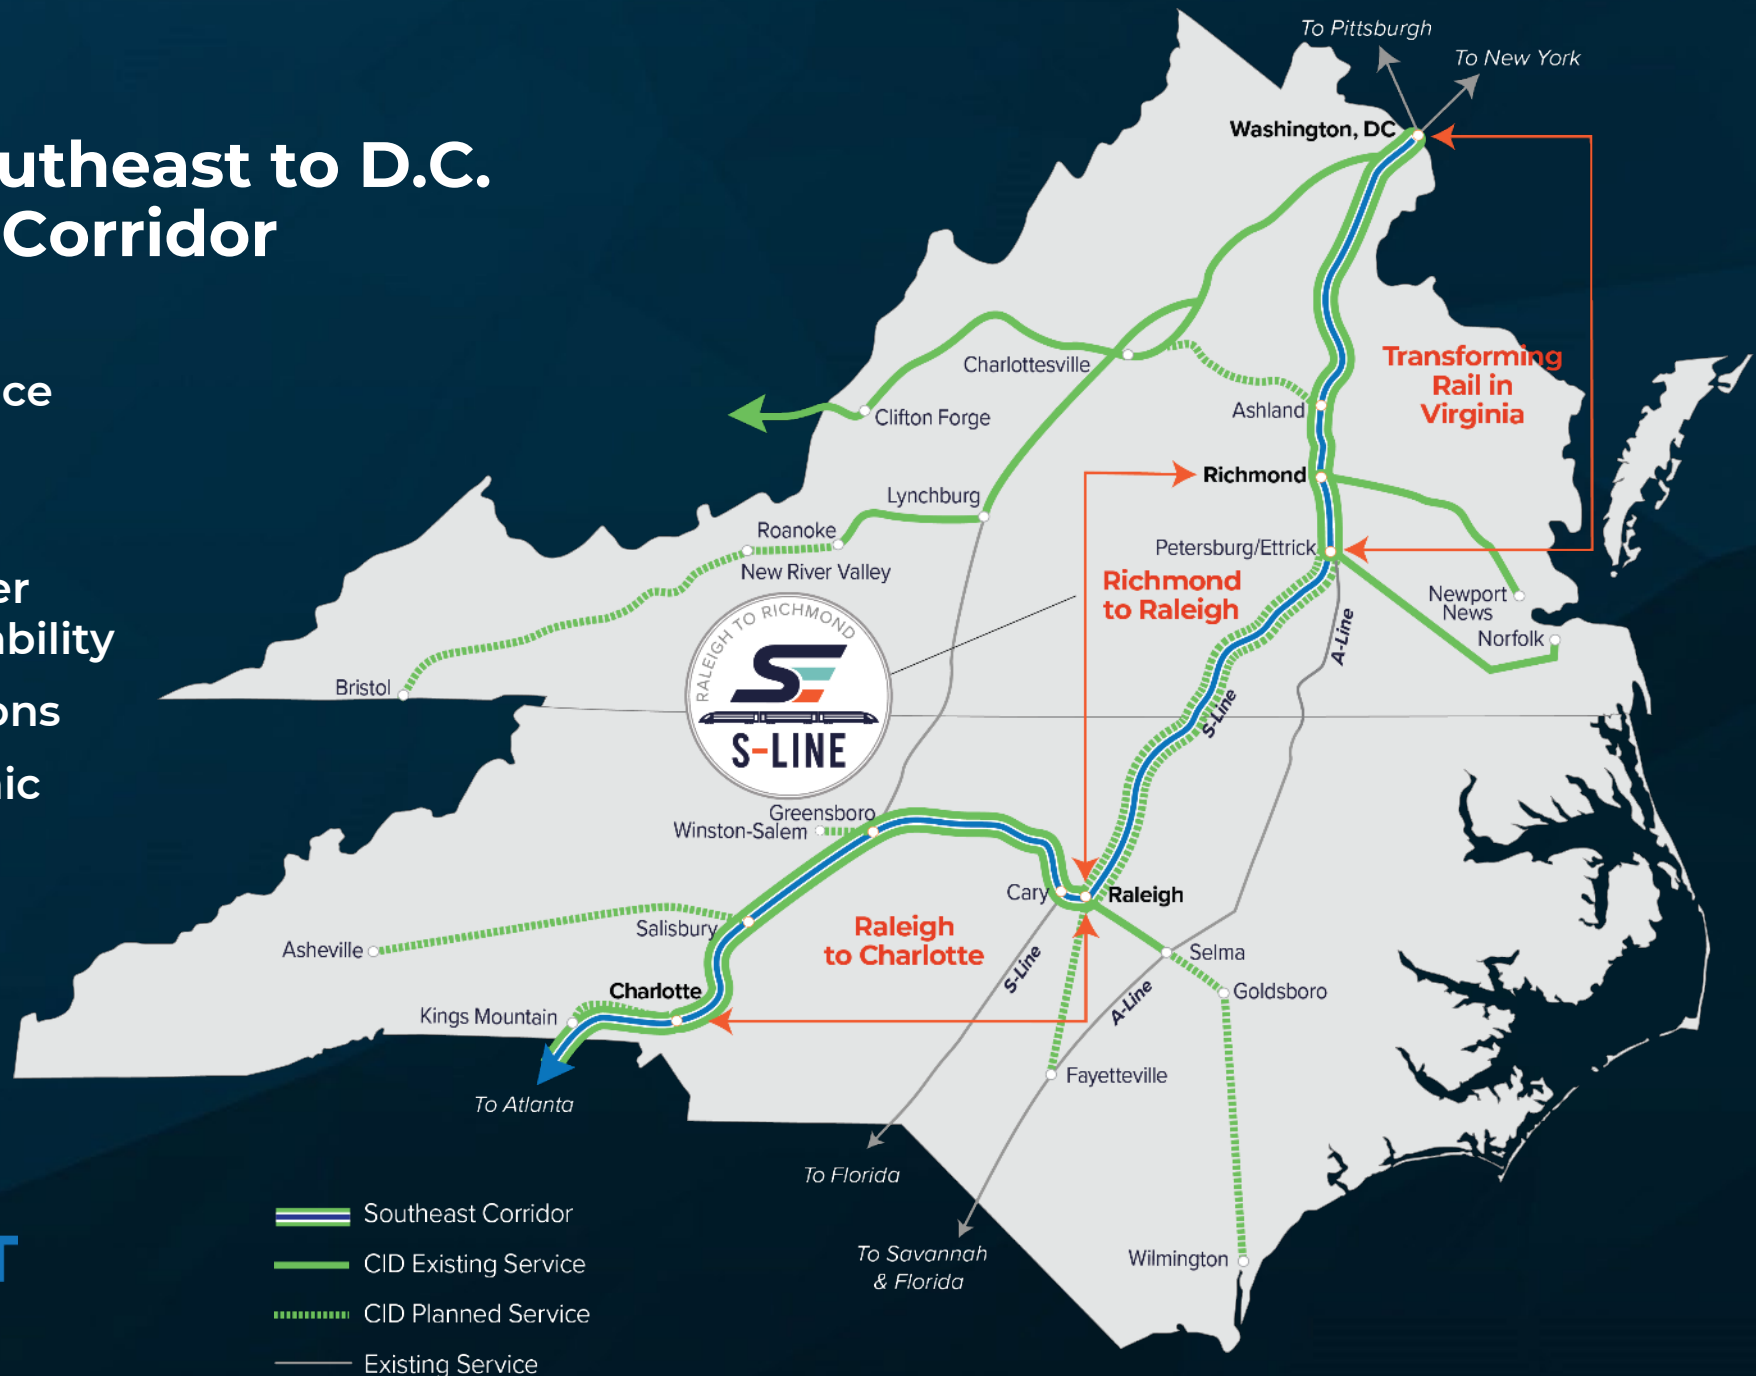 utheast to D.C.
Corridor
ce
er
ability
ons
ic
T
To Pittsburgh
To New York
Washington, DC
Charlottesville
Clifton Forge
Ashland
Transforming
Rail in
Virginia
Richmond
Lynchburg
Roanoke
New River Valley
Petersburg/Ettrick
Richmond
to Raleigh
Newport
News
Norfolk
A-Line
S-Line
Bristol
RALEIGH TO RICHMOND
SE
S-LINE
Greensboro
Winston-Salem
Cary
Raleigh
Salisbury
Raleigh
to Charlotte
Asheville
Selma
Goldsboro
S-Line
A-Line
Charlotte
Kings Mountain
Fayetteville
To Atlanta
To Florida
To Savannah
& Florida
Wilmington
Southeast Corridor
CID Existing Service
CID Planned Service
Existing Service